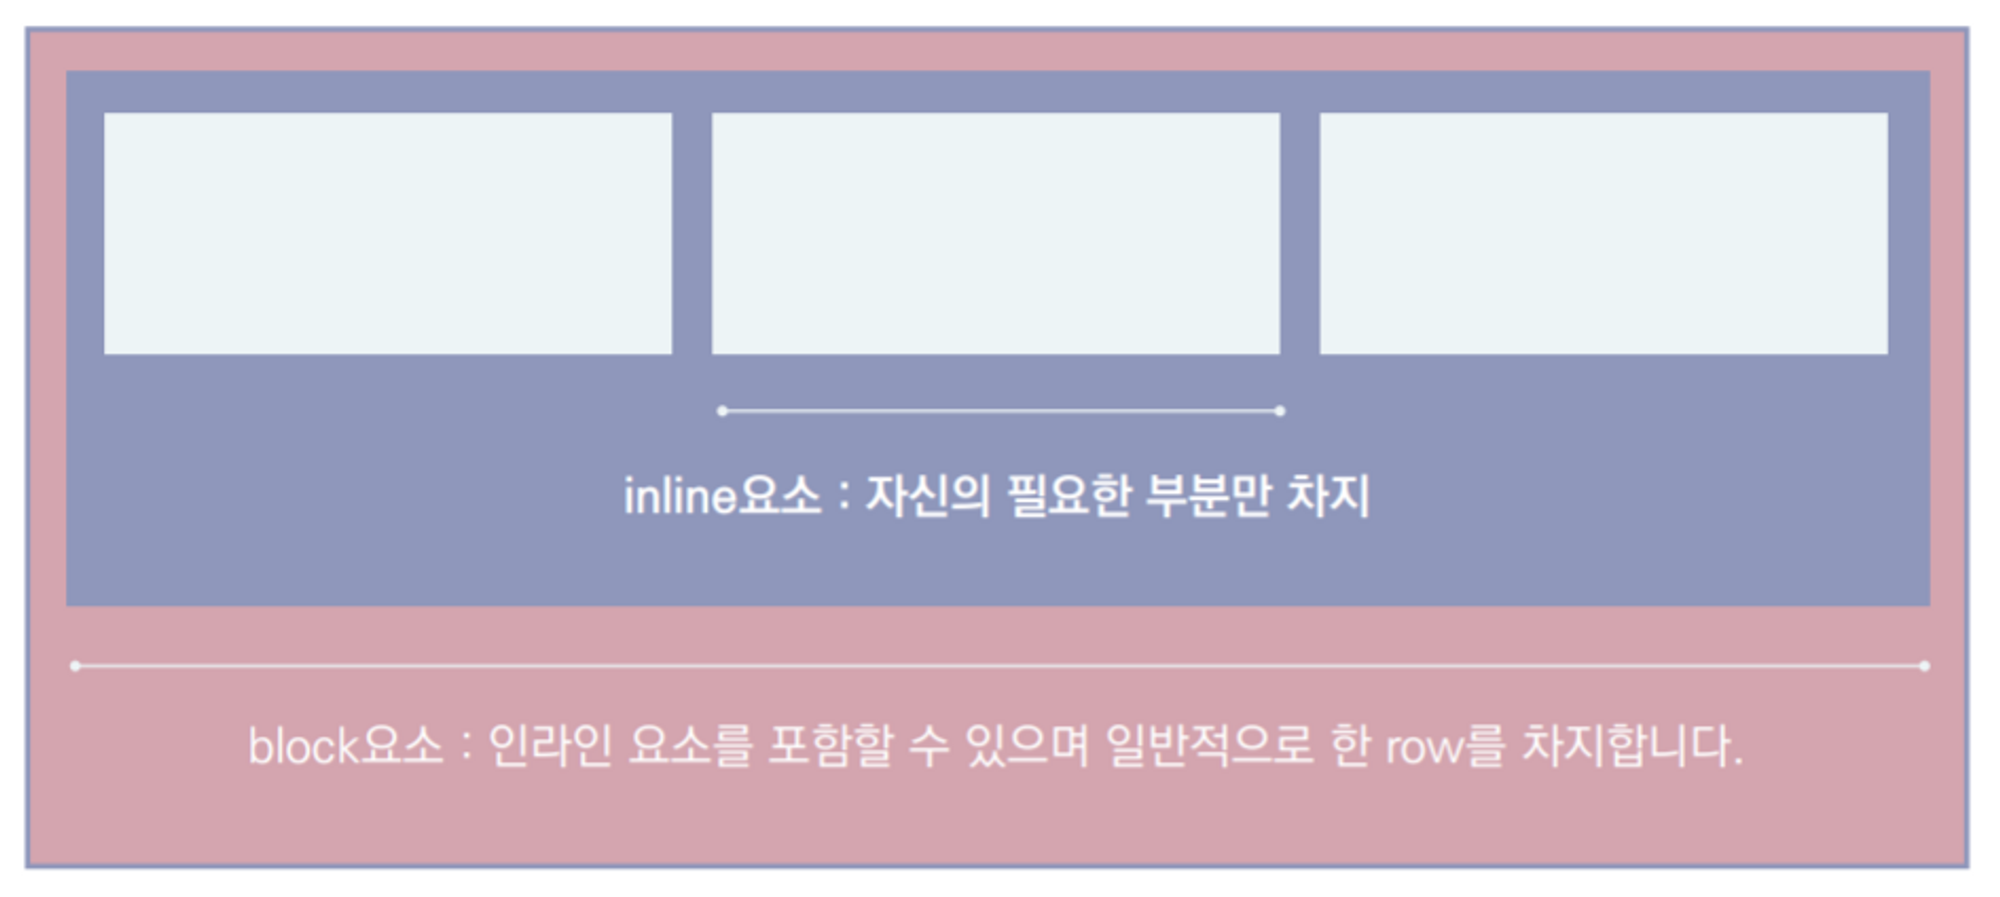 inline요소 : 자신의 필요한 부분만 차지
block요소 : 인라인 요소를 포함할 수 있으며 일반적으로 한 row를 차지합니다.